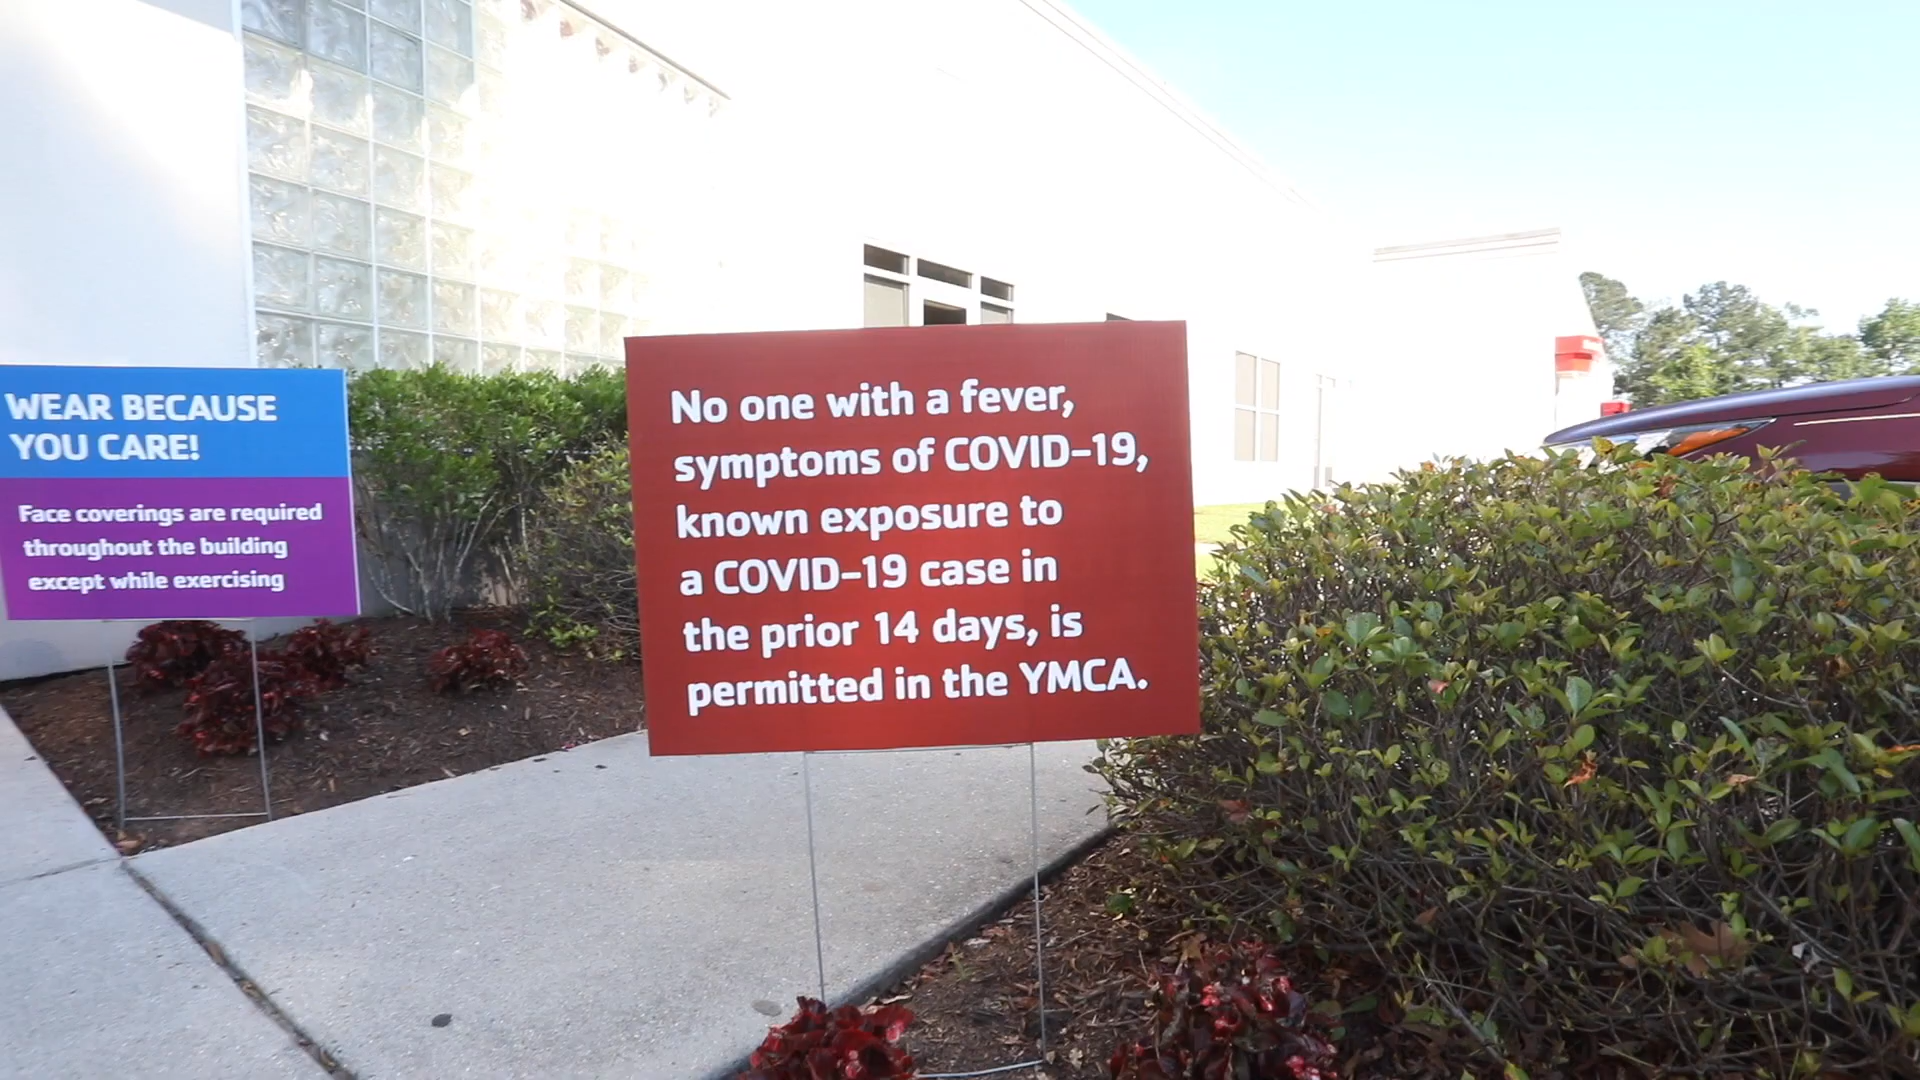 WEAR BECAUSE
YOU CARE!
Face coverings are required
throughout the building
except while exercising
No one with a fever,
symptoms of COVID-19,
known exposure to
a COVID-19 case in
the prior 14 days, is
permitted in the YMCA.